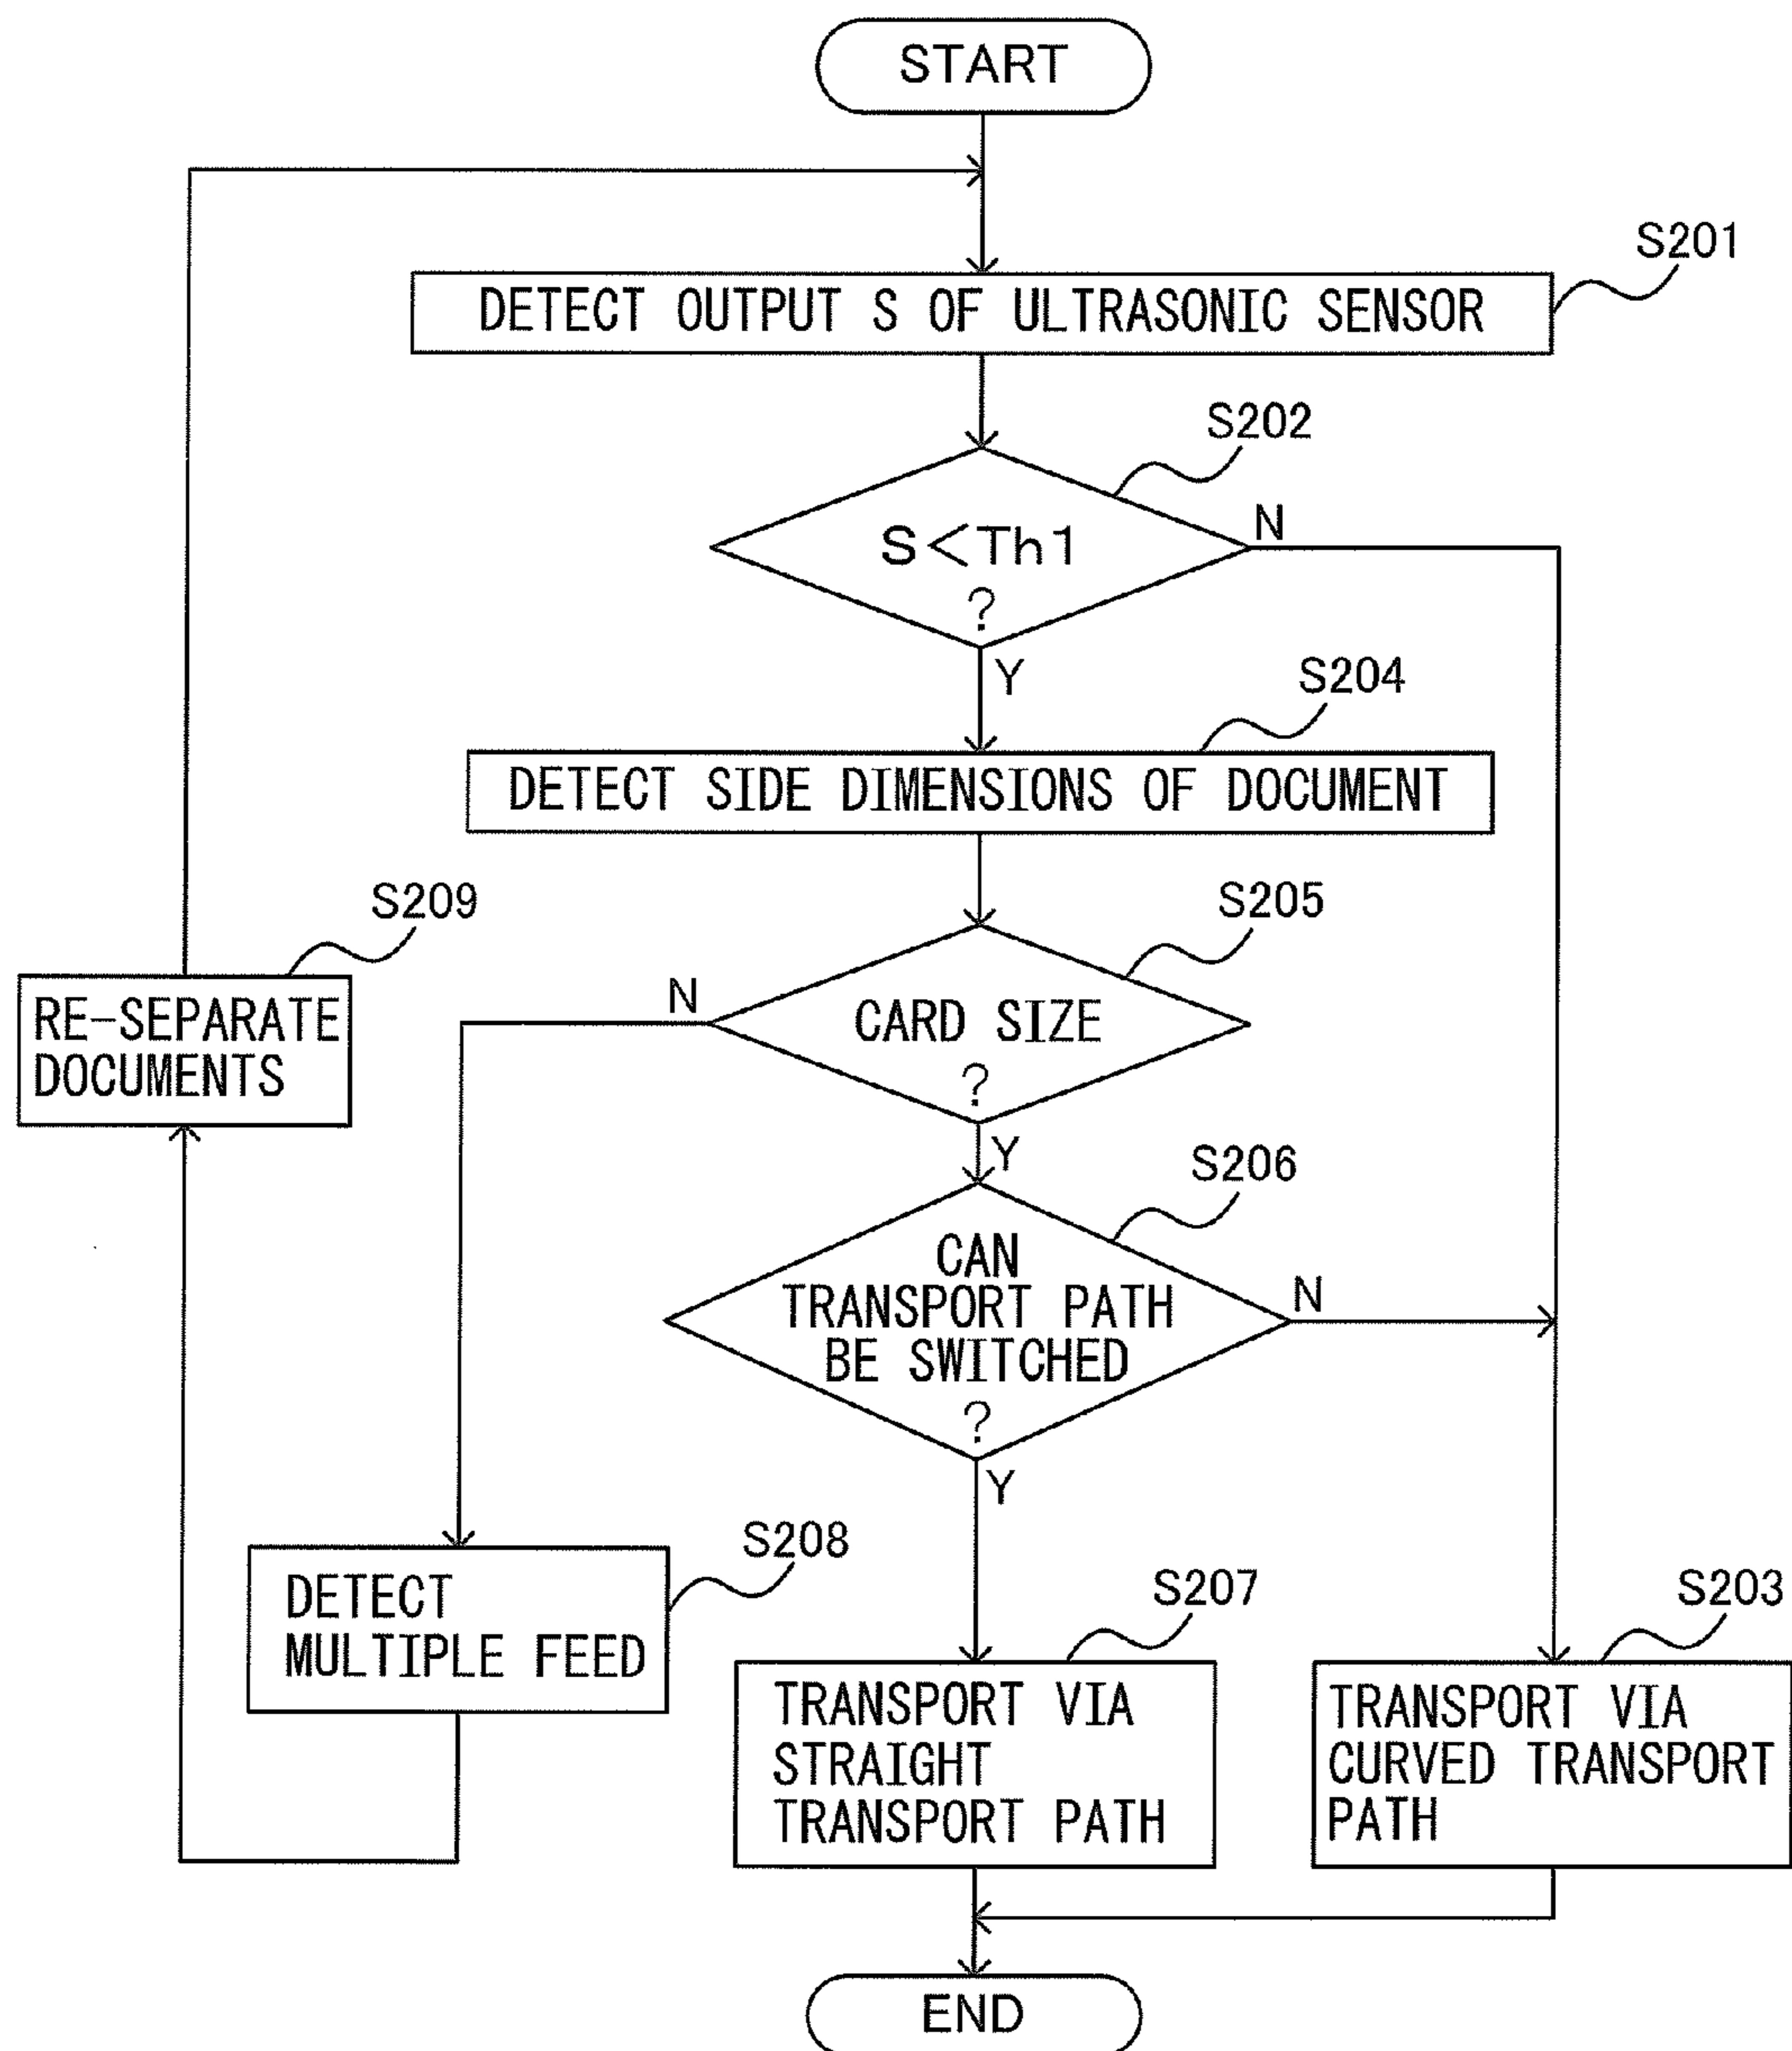 START
S201
DETECT OUTPUT S OF ULTRASONIC SENSOR
S202
S<Th1
?
N
Y
S204
DETECT SIDE DIMENSIONS OF DOCUMENT
S205
CARD SIZE
?
N
Y
S209
RE-SEPARATE
DOCUMENTS
S206
CAN
TRANSPORT PATH
BE SWITCHED
?
N
Y
S208
DETECT
MULTIPLE FEED
S207
TRANSPORT VIA
STRAIGHT
TRANSPORT PATH
S203
TRANSPORT VIA
CURVED TRANSPORT
PATH
END